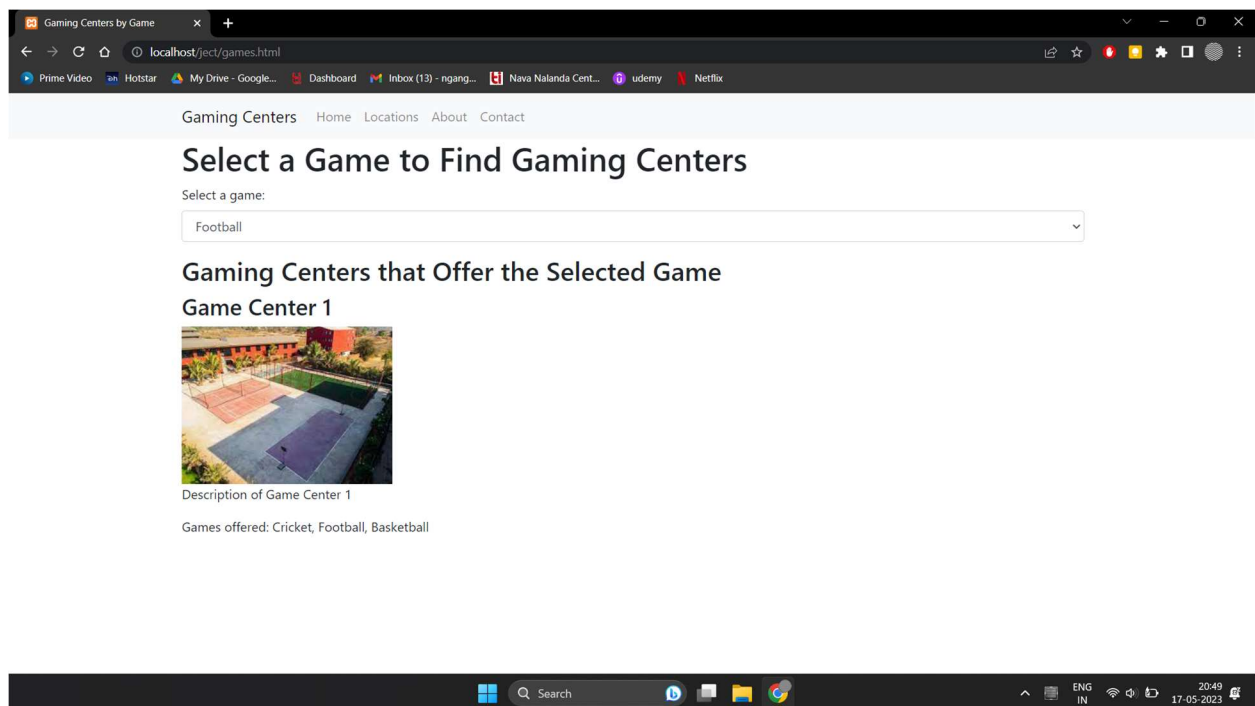 Gaming Centers by Game
localhost/ject/games.html
Prime Video Hotstar My Drive - Google... Dashboard Inbox (13) - ngang... Nava Nalanda Cent... udemy Netflix
Gaming Centers Home Locations About Contact
Select a Game to Find Gaming Centers
Select a game:
Football
Gaming Centers that Offer the Selected Game
Game Center 1
Description of Game Center 1
Games offered: Cricket, Football, Basketball
Search
ENG
IN
20:49
17-05-2023